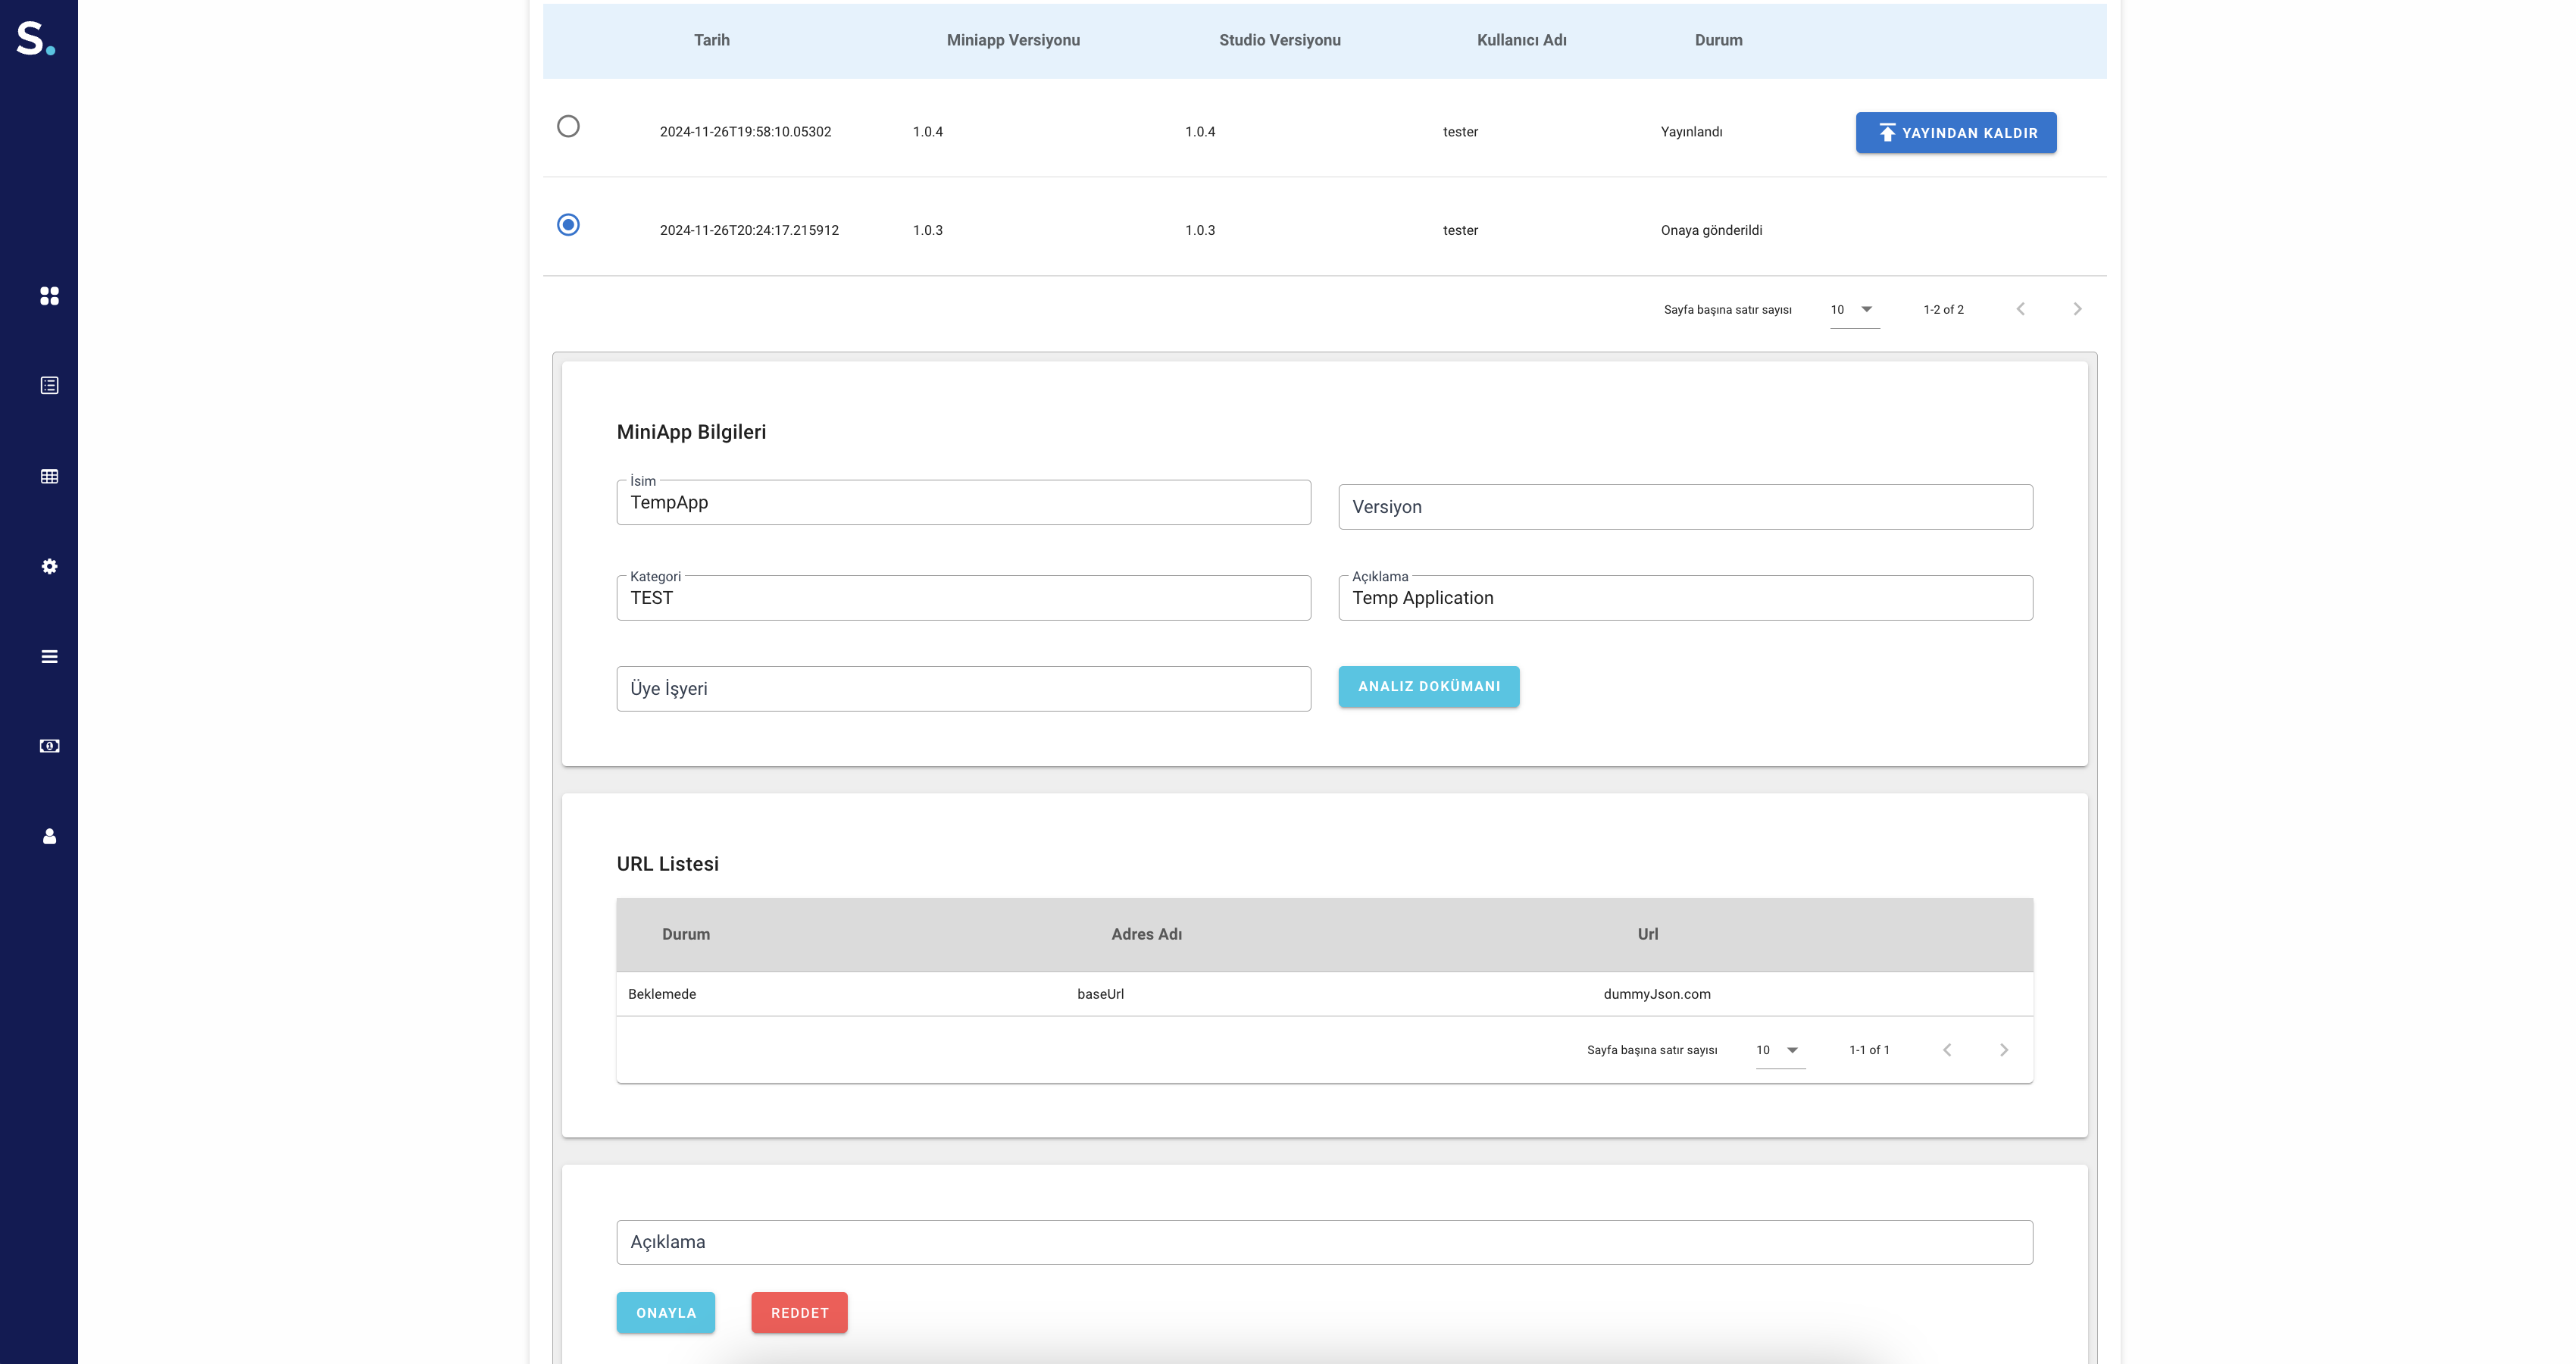 S.
Tarih Miniapp Versiyonu Studio Versiyonu Kullanıcı Adı Durum
2024-11-26T19:58:10.05302 1.0.4 1.0.4 tester Yayınlandı YAYINDAN KALDIR
2024-11-26T20:24:17.215912 1.0.3 1.0.3 tester Onaya gönderildi
Sayfa başına satır sayısı 10 1-2 of 2
MiniApp Bilgileri
İsim
TempApp
Versiyon
Kategori
TEST
Açıklama
Temp Application
Üye İşyeri
ANALIZ DOKÜMANI
URL Listesi
Durum Adres Adı Url
Beklemede baseUrl dummyJson.com
Sayfa başına satır sayısı 10 1-1 of 1
Açıklama
ONAYLA REDDET